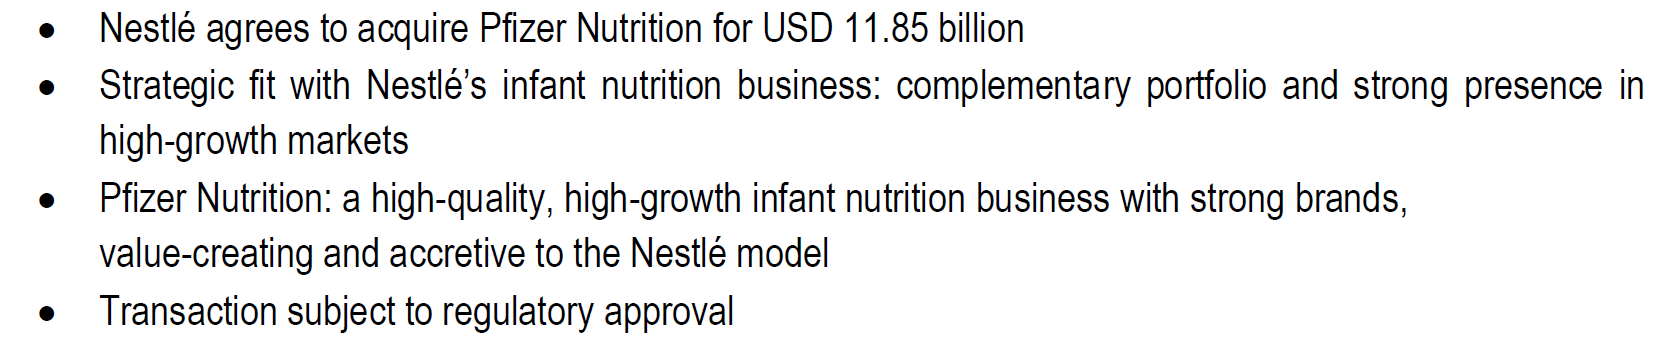 • Nestlé agrees to acquire Pfizer Nutrition for USD 11.85 billion
• Strategic fit with Nestlé’s infant nutrition business: complementary portfolio and strong presence in
high-growth markets
• Pfizer Nutrition: a high-quality, high-growth infant nutrition business with strong brands,
value-creating and accretive to the Nestlé model
• Transaction subject to regulatory approval